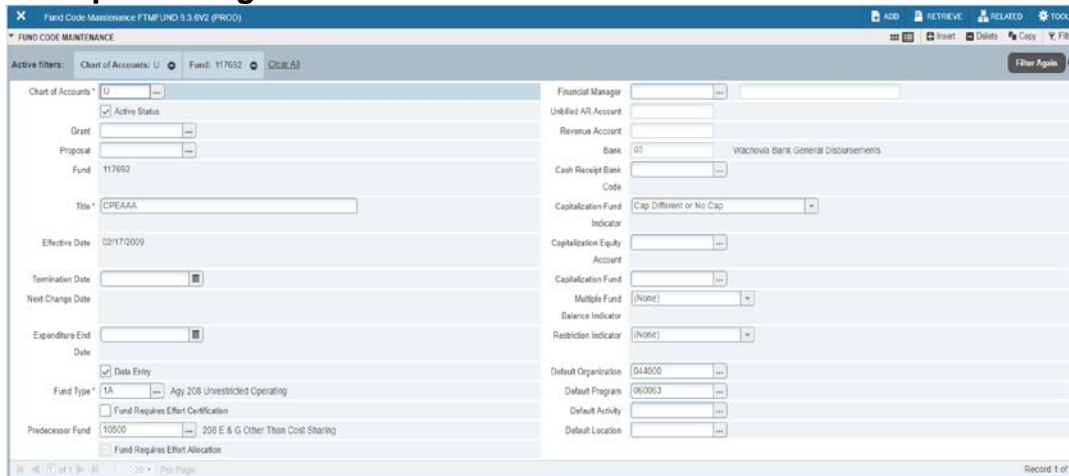 Fund Code Maintenance FTMFUND 9.3.6V2 (PROD)
ADD RETRIEVE RELATED TOOL
FUND CODE MAINTENANCE
Insert Delete Copy Filt
Active filters: Chart of Accounts: U Fund: 117692 Clear All
Filter Again
Chart of Accounts * U ...
Active Status
Grant ...
Proposal ...
Fund 117692
Title * CPEAAA
Effective Date 02/17/2009
Termination Date
Next Change Date
Expenditure End
Date
Data Entry
Fund Type * 1A ... Agy 208 Unrestricted Operating
Fund Requires Effort Certification
Predecessor Fund 10500 ... 208 E & G Other Than Cost Sharing
Fund Requires Effort Allocation
Financial Manager ...
Unbilled AR Account
Revenue Account
Bank 03 Wachovia Bank General Disbursements
Cash Receipt Bank ...
Code
Capitalization Fund Cap Different or No Cap
Indicator
Capitalization Equity ...
Account
Capitalization Fund ...
Multiple Fund (None)
Balance Indicator
Restriction Indicator (None)
Default Organization 044000 ...
Default Program 060063 ...
Default Activity ...
Default Location ...
1 of 1 20 Per Page
Record 1 of